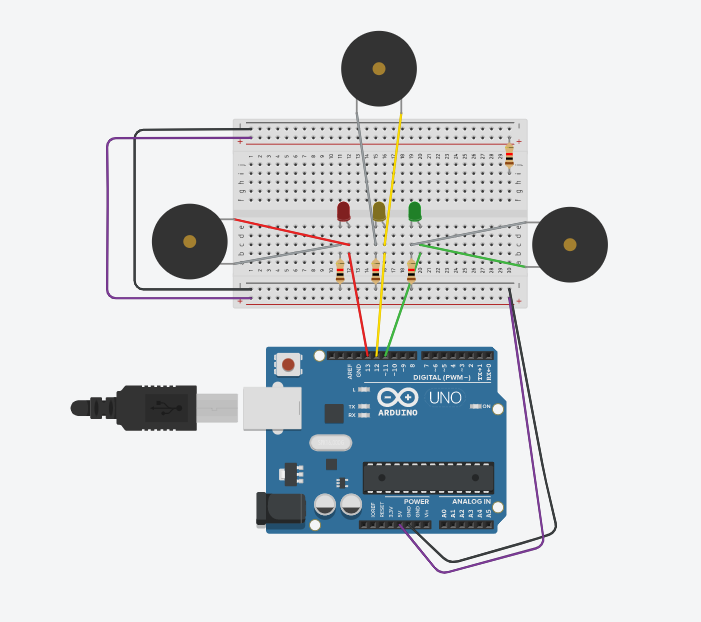 AREF
GND
13
12
~11
~10
~9
8
7
~6
~5
4
~3
2
TX→1
RX←0
DIGITAL (PWM~)
L
TX
RX
ARDUINO
UNO
ON
POWER
ANALOG IN
IOREF
RESET
3.3V
5V
GND
GND
Vin
A0
A1
A2
A3
A4
A5